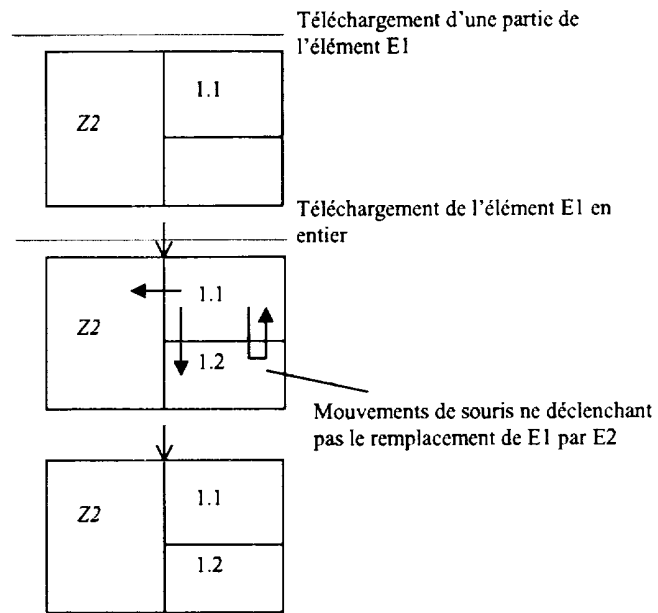 Téléchargement d'une partie de
l'élément E1
1.1
Z2
Téléchargement de l'élément E1 en
entier
1.1
Z2
1.2
Mouvements de souris ne déclenchant
pas le remplacement de E1 par E2
1.1
Z2
1.2